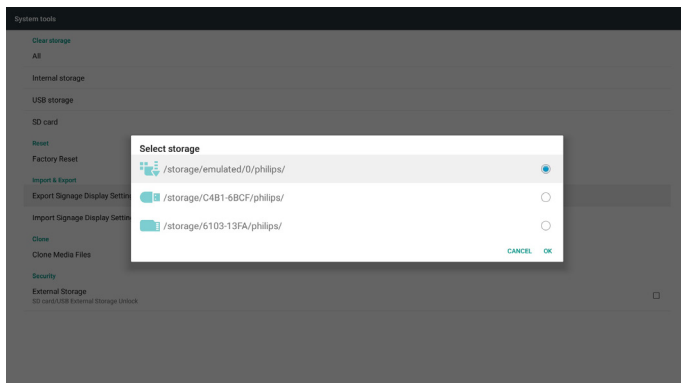 System tools
Clear storage
All
Internal storage
USB storage
SD card
Reset
Factory Reset
Import & Export
Export Signage Display Settin
Import Signage Display Settin
Clone
Clone Media Files
Security
External Storage
SD card/USB External Storage Unlock
Select storage
/storage/emulated/0/philips/
/storage/C4B1-6BCF/philips/
/storage/6103-13FA/philips/
CANCEL OK